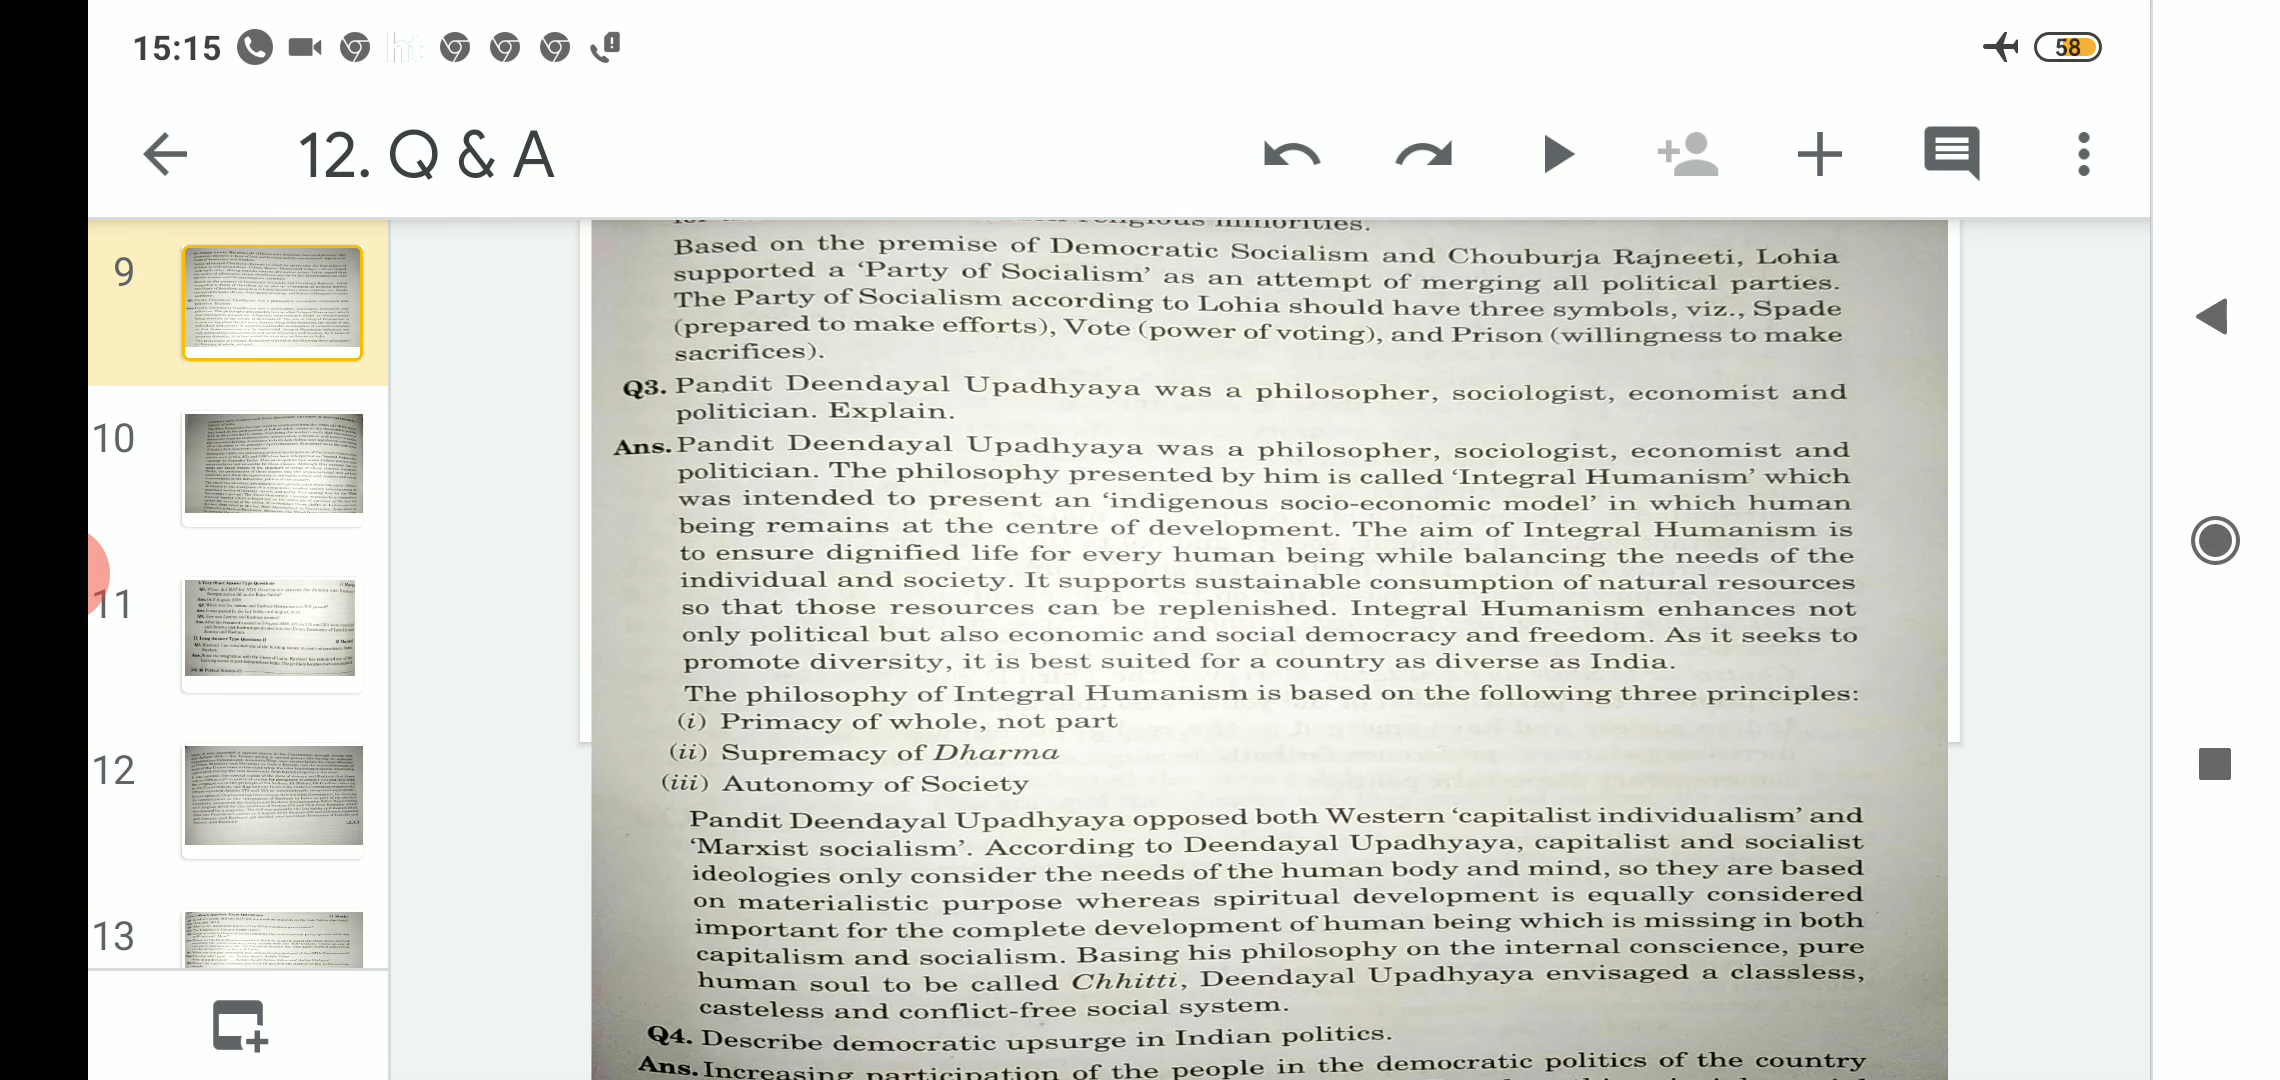 15:15
58
12. Q & A
9
10
11
12
13
religious minorities.
Based on the premise of Democratic Socialism and Chouburja Rajneeti, Lohia
supported a ‘Party of Socialism’ as an attempt of merging all political parties.
The Party of Socialism according to Lohia should have three symbols, viz., Spade
(prepared to make efforts), Vote (power of voting), and Prison (willingness to make
sacrifices).
Q3. Pandit Deendayal Upadhyaya was a philosopher, sociologist, economist and
politician. Explain.
Ans. Pandit Deendayal Upadhyaya was a philosopher, sociologist, economist and
politician. The philosophy presented by him is called ‘Integral Humanism’ which
was intended to present an ‘indigenous socio-economic model’ in which human
being remains at the centre of development. The aim of Integral Humanism is
to ensure dignified life for every human being while balancing the needs of the
individual and society. It supports sustainable consumption of natural resources
so that those resources can be replenished. Integral Humanism enhances not
only political but also economic and social democracy and freedom. As it seeks to
promote diversity, it is best suited for a country as diverse as India.
The philosophy of Integral Humanism is based on the following three principles:
(i) Primacy of whole, not part
(ii) Supremacy of Dharma
(iii) Autonomy of Society
Pandit Deendayal Upadhyaya opposed both Western ‘capitalist individualism’ and
‘Marxist socialism’. According to Deendayal Upadhyaya, capitalist and socialist
ideologies only consider the needs of the human body and mind, so they are based
on materialistic purpose whereas spiritual development is equally considered
important for the complete development of human being which is missing in both
capitalism and socialism. Basing his philosophy on the internal conscience, pure
human soul to be called Chhitti, Deendayal Upadhyaya envisaged a classless,
casteless and conflict-free social system.
Q4. Describe democratic upsurge in Indian politics.
Ans. Increasing participation of the people in the democratic politics of the country